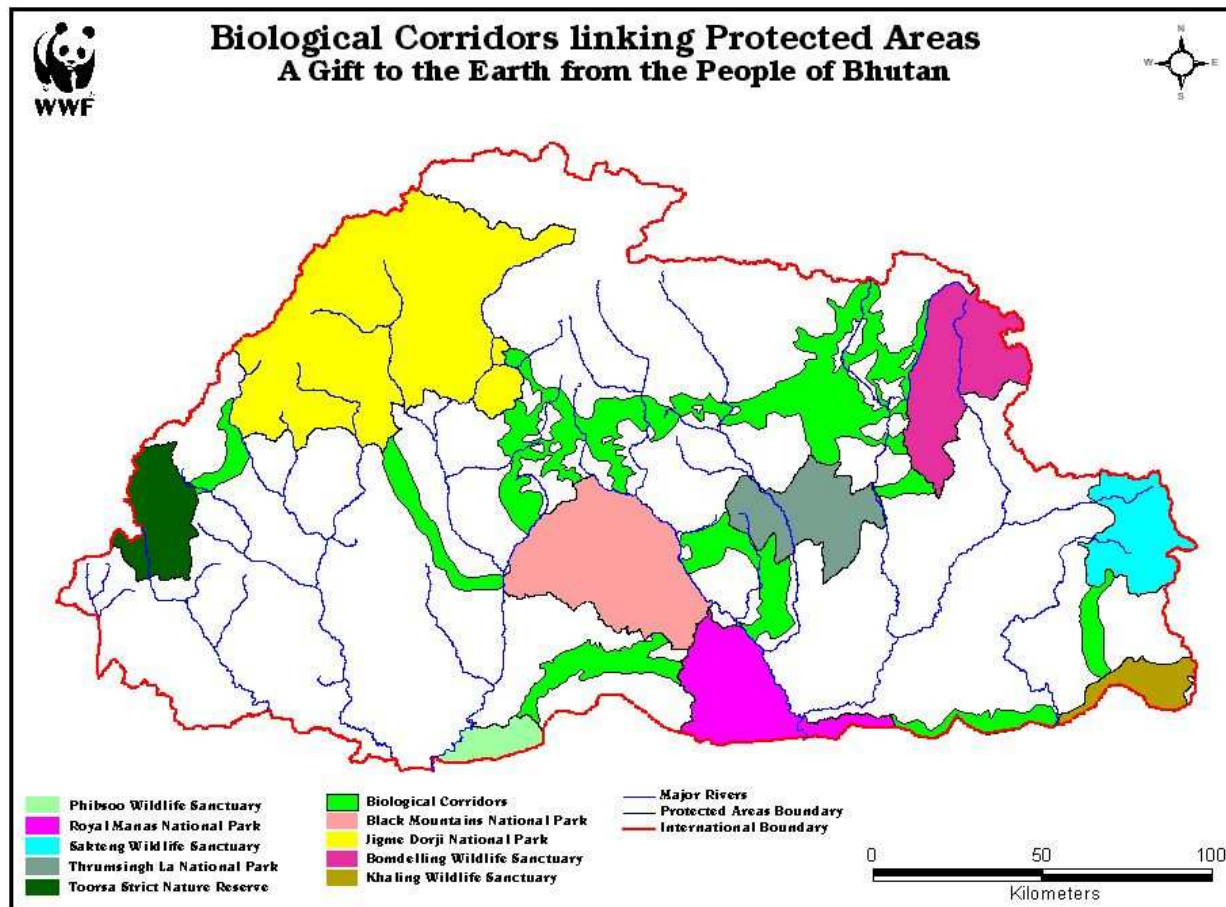 Biological Corridors linking Protected Areas
A Gift to the Earth from the People of Bhutan
WWF
N
W E
S
Phibsoo Wildlife Sanctuary
Royal Manas National Park
Sakteng Wildlife Sanctuary
Thrumsingh La National Park
Toorsa Strict Nature Reserve
Biological Corridors
Black Mountains National Park
Jigme Dorji National Park
Bomdelling Wildlife Sanctuary
Khaling Wildlife Sanctuary
Major Rivers
Protected Areas Boundary
International Boundary
0 50 100
Kilometers